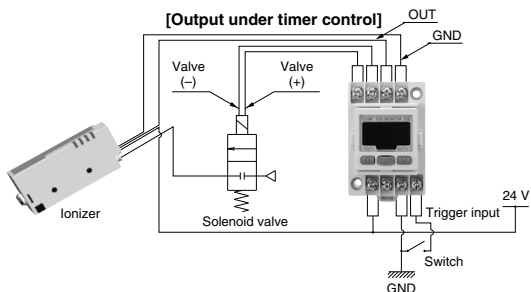 [Output under timer control]
OUT
GND
Valve
(–)
Valve
(+)
Ionizer
Solenoid valve
Trigger input
24 V
Switch
GND